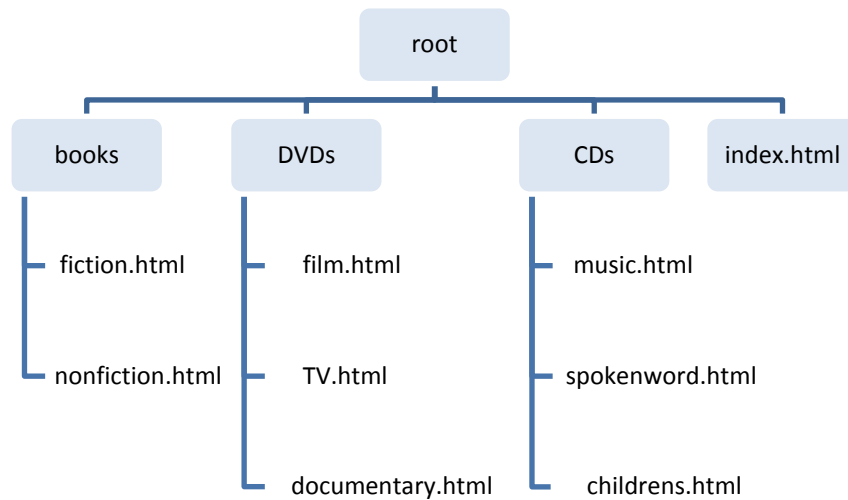 root
books
DVDs
CDs
index.html
fiction.html
film.html
music.html
nonfiction.html
TV.html
spokenword.html
documentary.html
childrens.html